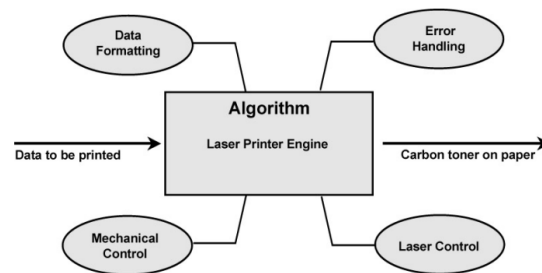 Data
Formatting
Error
Handling
Algorithm
Laser Printer Engine
Data to be printed
Carbon toner on paper
Mechanical
Control
Laser Control